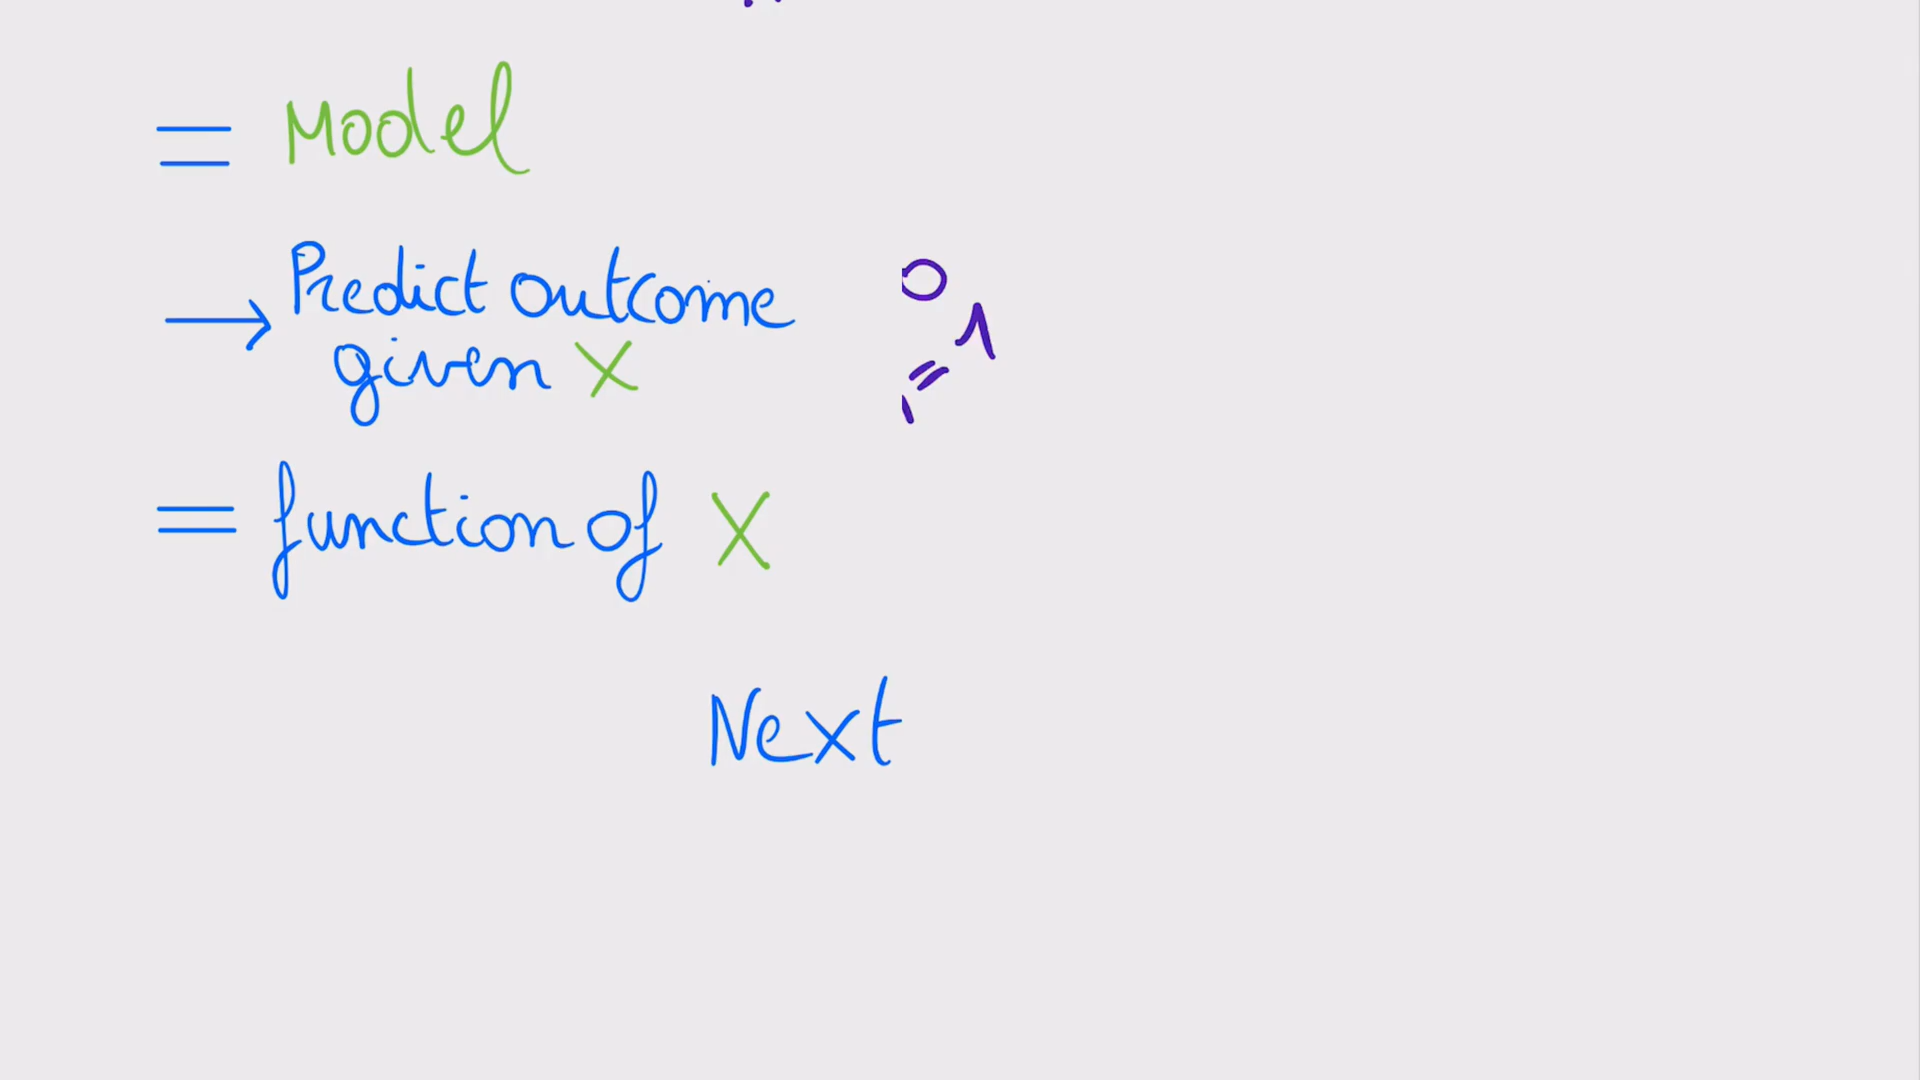 = Model
→ Predict outcome
given X
= function of X
Next